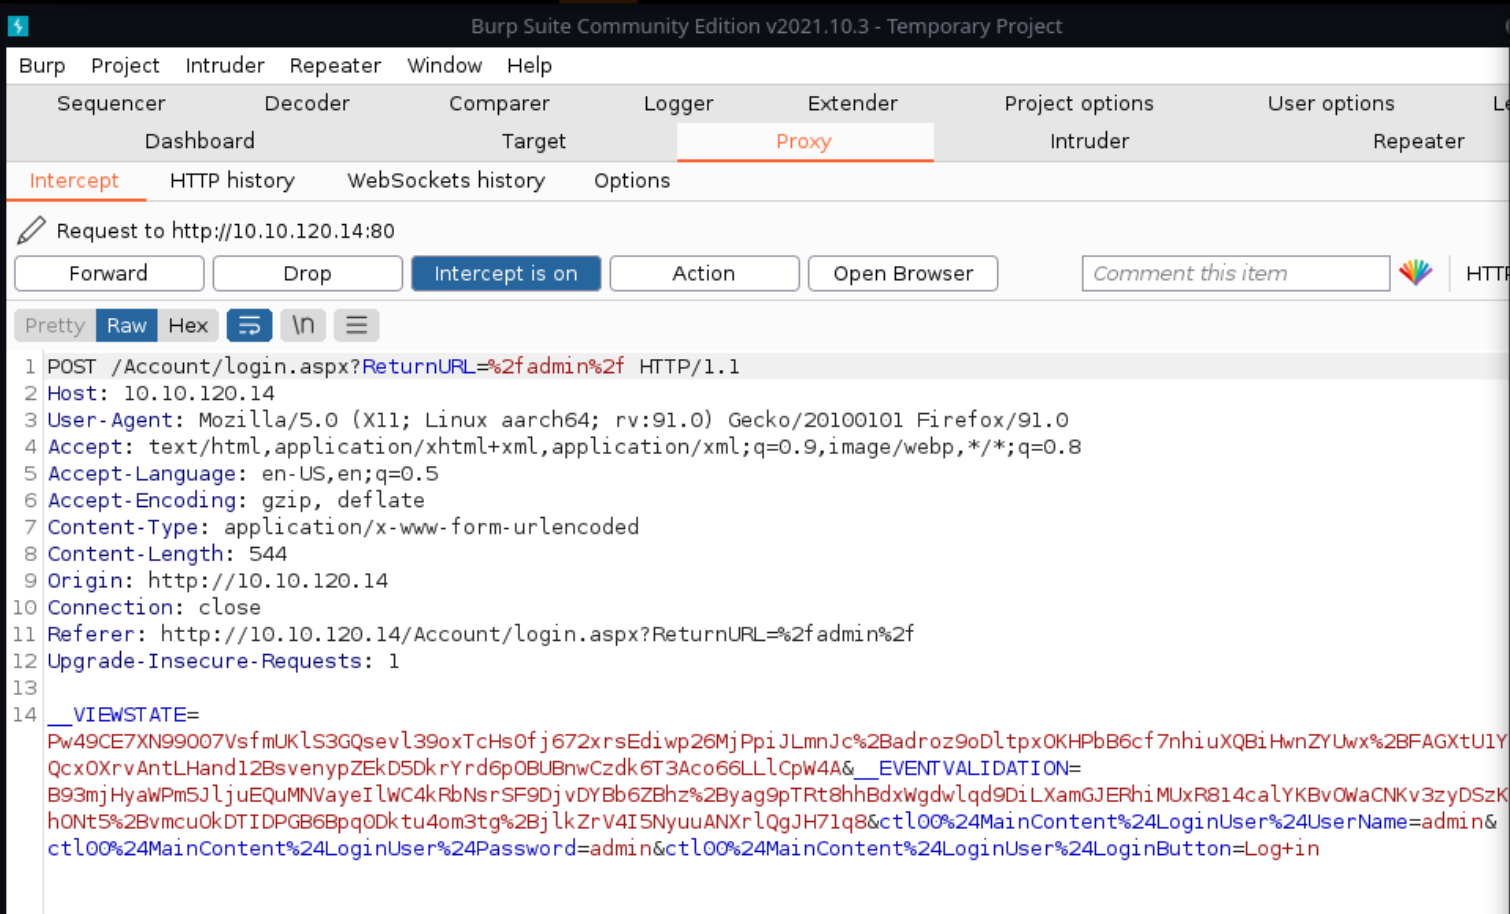 Burp Suite Community Edition v2021.10.3 - Temporary Project
Burp Project Intruder Repeater Window Help
Sequencer Decoder Comparer Logger Extender Project options User options Le
Dashboard Target Proxy Intruder Repeater
Intercept HTTP history WebSockets history Options
Request to http://10.10.120.14:80
Forward Drop Intercept is on Action Open Browser Comment this item HTTP
Pretty Raw Hex \n
1 POST /Account/login.aspx?ReturnURL=%2fadmin%2f HTTP/1.1
2 Host: 10.10.120.14
3 User-Agent: Mozilla/5.0 (X11; Linux aarch64; rv:91.0) Gecko/20100101 Firefox/91.0
4 Accept: text/html,application/xhtml+xml,application/xml;q=0.9,image/webp,*/*;q=0.8
5 Accept-Language: en-US,en;q=0.5
6 Accept-Encoding: gzip, deflate
7 Content-Type: application/x-www-form-urlencoded
8 Content-Length: 544
9 Origin: http://10.10.120.14
10 Connection: close
11 Referer: http://10.10.120.14/Account/login.aspx?ReturnURL=%2fadmin%2f
12 Upgrade-Insecure-Requests: 1
13
14 __VIEWSTATE=
Pw49CE7XN99O07VsfmUKlS3GQsevl39oxTcHs0fj672xrsEdiwp26MjPpiJLmnJc%2Badroz9oDltpxOKHPbB6cf7nhiuXQBiHwnZYUwx%2BFAGXtU1Y
QcxOXrvAntLHand12BsvenypZEkD5DkrYrd6pOBUBnwCzdk6T3Aco66LLlCpW4A&__EVENTVALIDATION=
B93mjHyaWPm5JljuEQuMNVayeIlWC4kRbNsrSF9DjvDYBb6ZBhz%2Byag9pTRt8hhBdxWgdwlqd9DiLXamGJERhiMUxR814calYKBvOWaCNKv3zyDSzK
hONt5%2BvmcuOkDTIDPGB6Bpq0Dktu4om3tg%2BjlkZrV4I5NyuuANXrlQgJH71q8&ctl00%24MainContent%24LoginUser%24UserName=admin&
ctl00%24MainContent%24LoginUser%24Password=admin&ctl00%24MainContent%24LoginUser%24LoginButton=Log+in